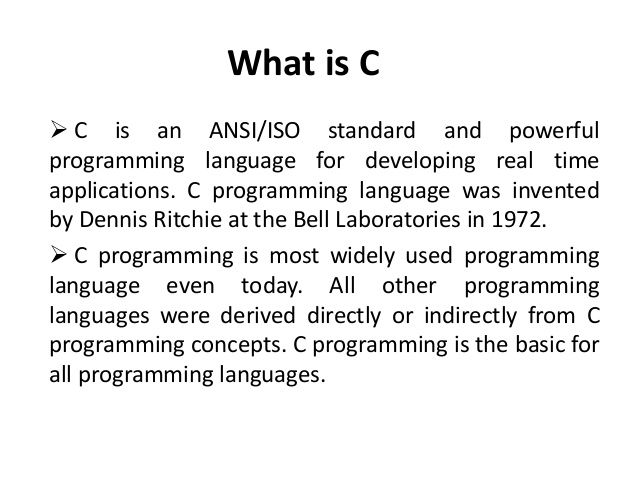 What is C
➢ C is an ANSI/ISO standard and powerful
programming language for developing real time
applications. C programming language was invented
by Dennis Ritchie at the Bell Laboratories in 1972.
➢ C programming is most widely used programming
language even today. All other programming
languages were derived directly or indirectly from C
programming concepts. C programming is the basic for
all programming languages.